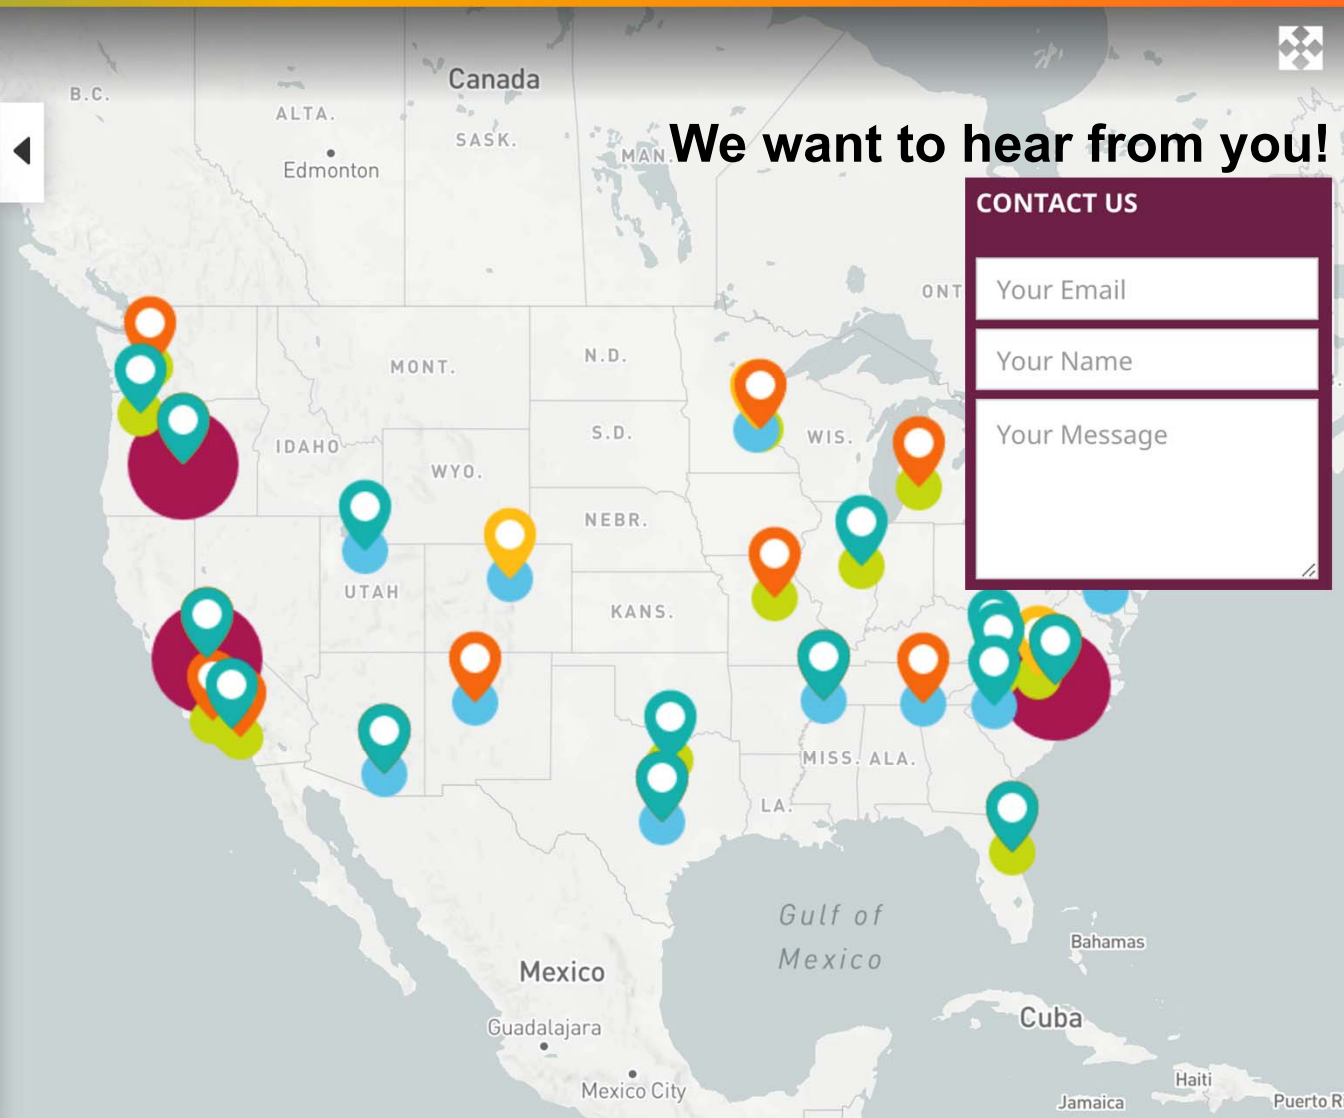 Canada
B.C.
ALTA.
SASK.
MAN.
We want to hear from you!
Edmonton
CONTACT US
Your Email
ONT
Your Name
Your Message
MONT.
N.D.
S.D.
WIS.
IDAHO
WYO.
NEBR.
UTAH
KANS.
MISS.
ALA.
LA.
Gulf of
Mexico
Bahamas
Mexico
Guadalajara
Cuba
Mexico City
Haiti
Jamaica
Puerto R